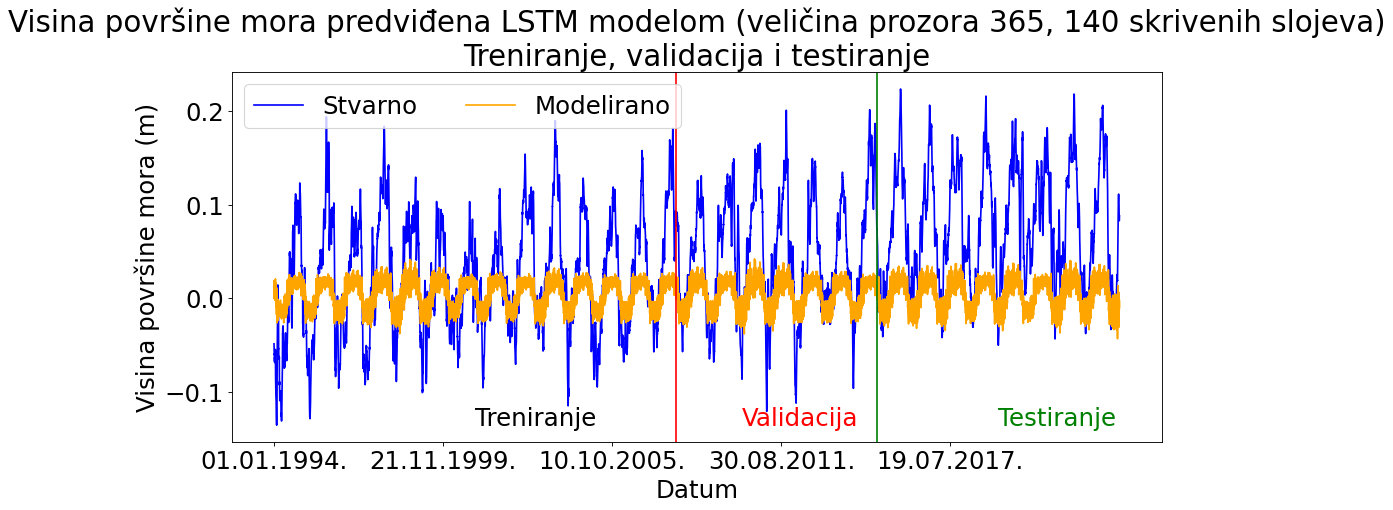 Visina površine mora predviđena LSTM modelom (veličina prozora 365, 140 skrivenih slojeva)
Treniranje, validacija i testiranje
Stvarno
Modelirano
Visina površine mora (m)
0.2
0.1
0.0
−0.1
Treniranje
Validacija
Testiranje
01.01.1994.
21.11.1999.
10.10.2005.
30.08.2011.
19.07.2017.
Datum